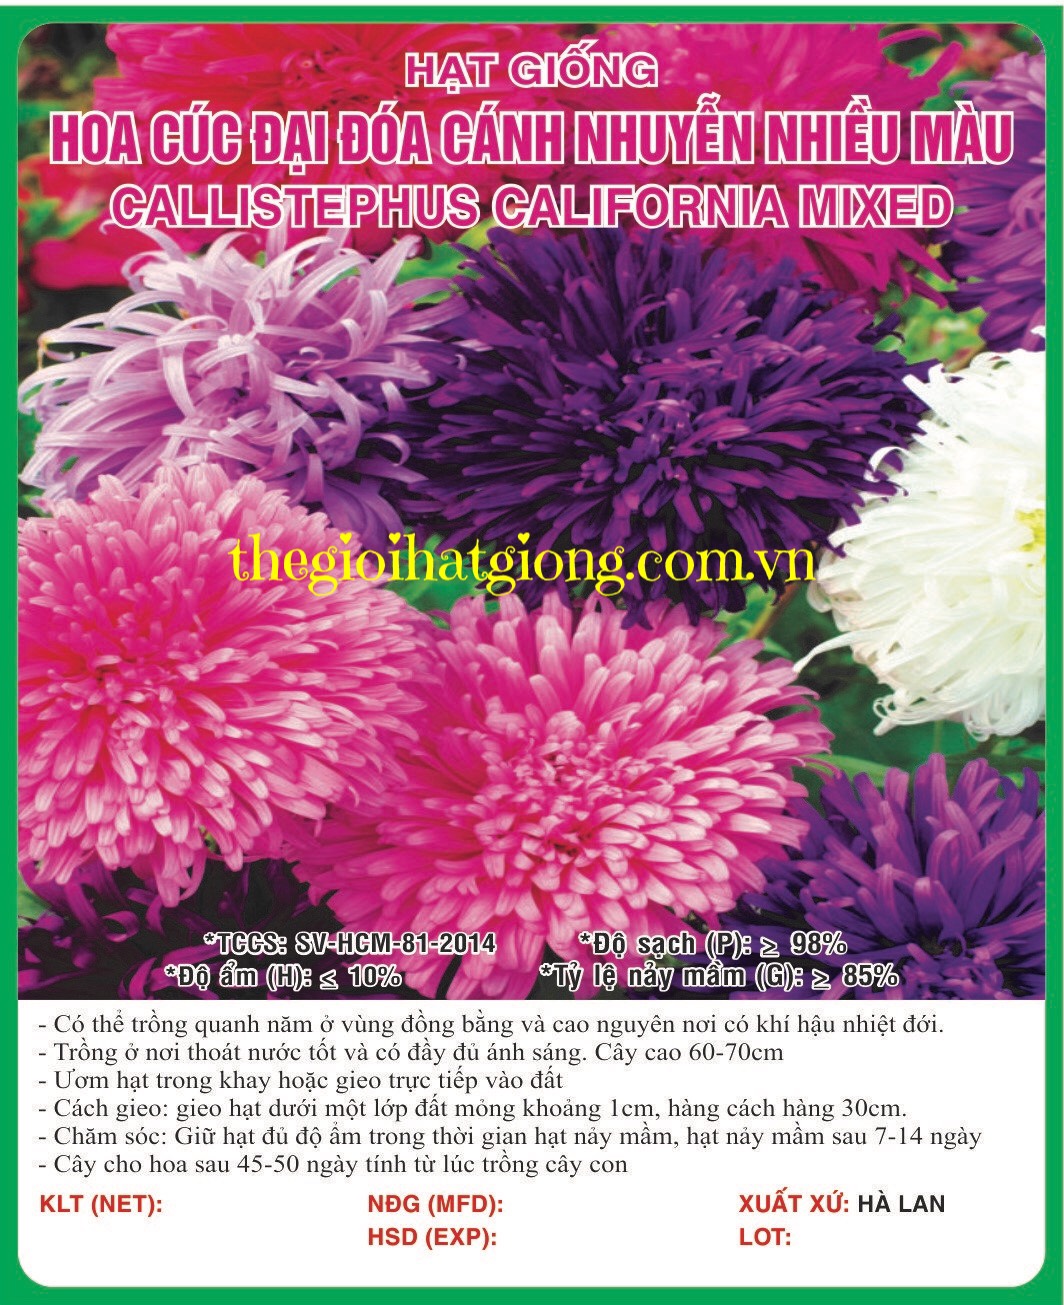 HẠT GIỐNG
HOA CÚC ĐẠI ĐÓA CÁNH NHUYỄN NHIỀU MÀU
CALLISTEPHUS CALIFORNIA MIXED
thegioihatgiong.com.vn
*TCCS: SV-HCM-81-2014 *Độ sạch (P): ≥ 98%
*Độ ẩm (H): ≤ 10% *Tỷ lệ nảy mầm (G): ≥ 85%
- Có thể trồng quanh năm ở vùng đồng bằng và cao nguyên nơi có khí hậu nhiệt đới.
- Trồng ở nơi thoát nước tốt và có đầy đủ ánh sáng. Cây cao 60-70cm
- Ươm hạt trong khay hoặc gieo trực tiếp vào đất
- Cách gieo: gieo hạt dưới một lớp đất mỏng khoảng 1cm, hàng cách hàng 30cm.
- Chăm sóc: Giữ hạt đủ độ ẩm trong thời gian hạt nảy mầm, hạt nảy mầm sau 7-14 ngày
- Cây cho hoa sau 45-50 ngày tính từ lúc trồng cây con
KLT (NET): NĐG (MFD): XUẤT XỨ: HÀ LAN
HSD (EXP): LOT: